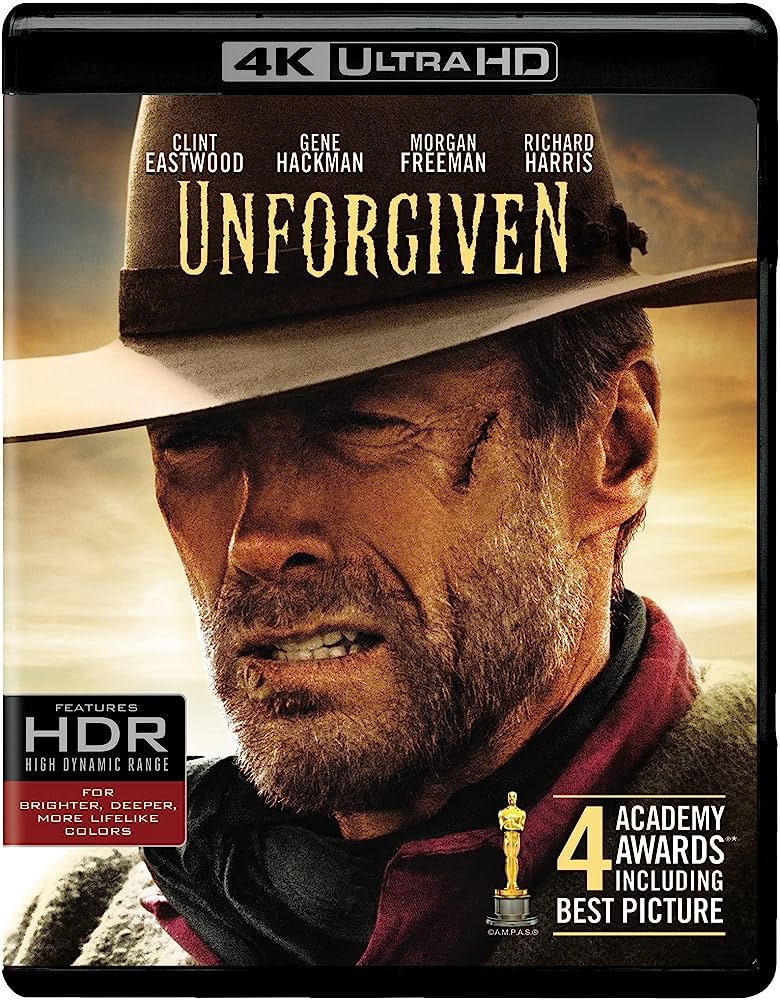 4K ULTRA HD
CLINT EASTWOOD
GENE HACKMAN
MORGAN FREEMAN
RICHARD HARRIS
UNFORGIVEN
FEATURES
HDR
HIGH DYNAMIC RANGE
FOR
BRIGHTER, DEEPER,
MORE LIFELIKE
COLORS
4 ACADEMY
AWARDS®*
INCLUDING
BEST PICTURE
©A.M.P.A.S.®